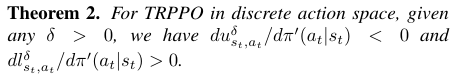 Theorem 2. For TRPPO in discrete action space, given
any δ > 0, we have du^δ_{s_t,a_t}/dπ′(a_t|s_t) < 0 and
dl^δ_{s_t,a_t}/dπ′(a_t|s_t) > 0.